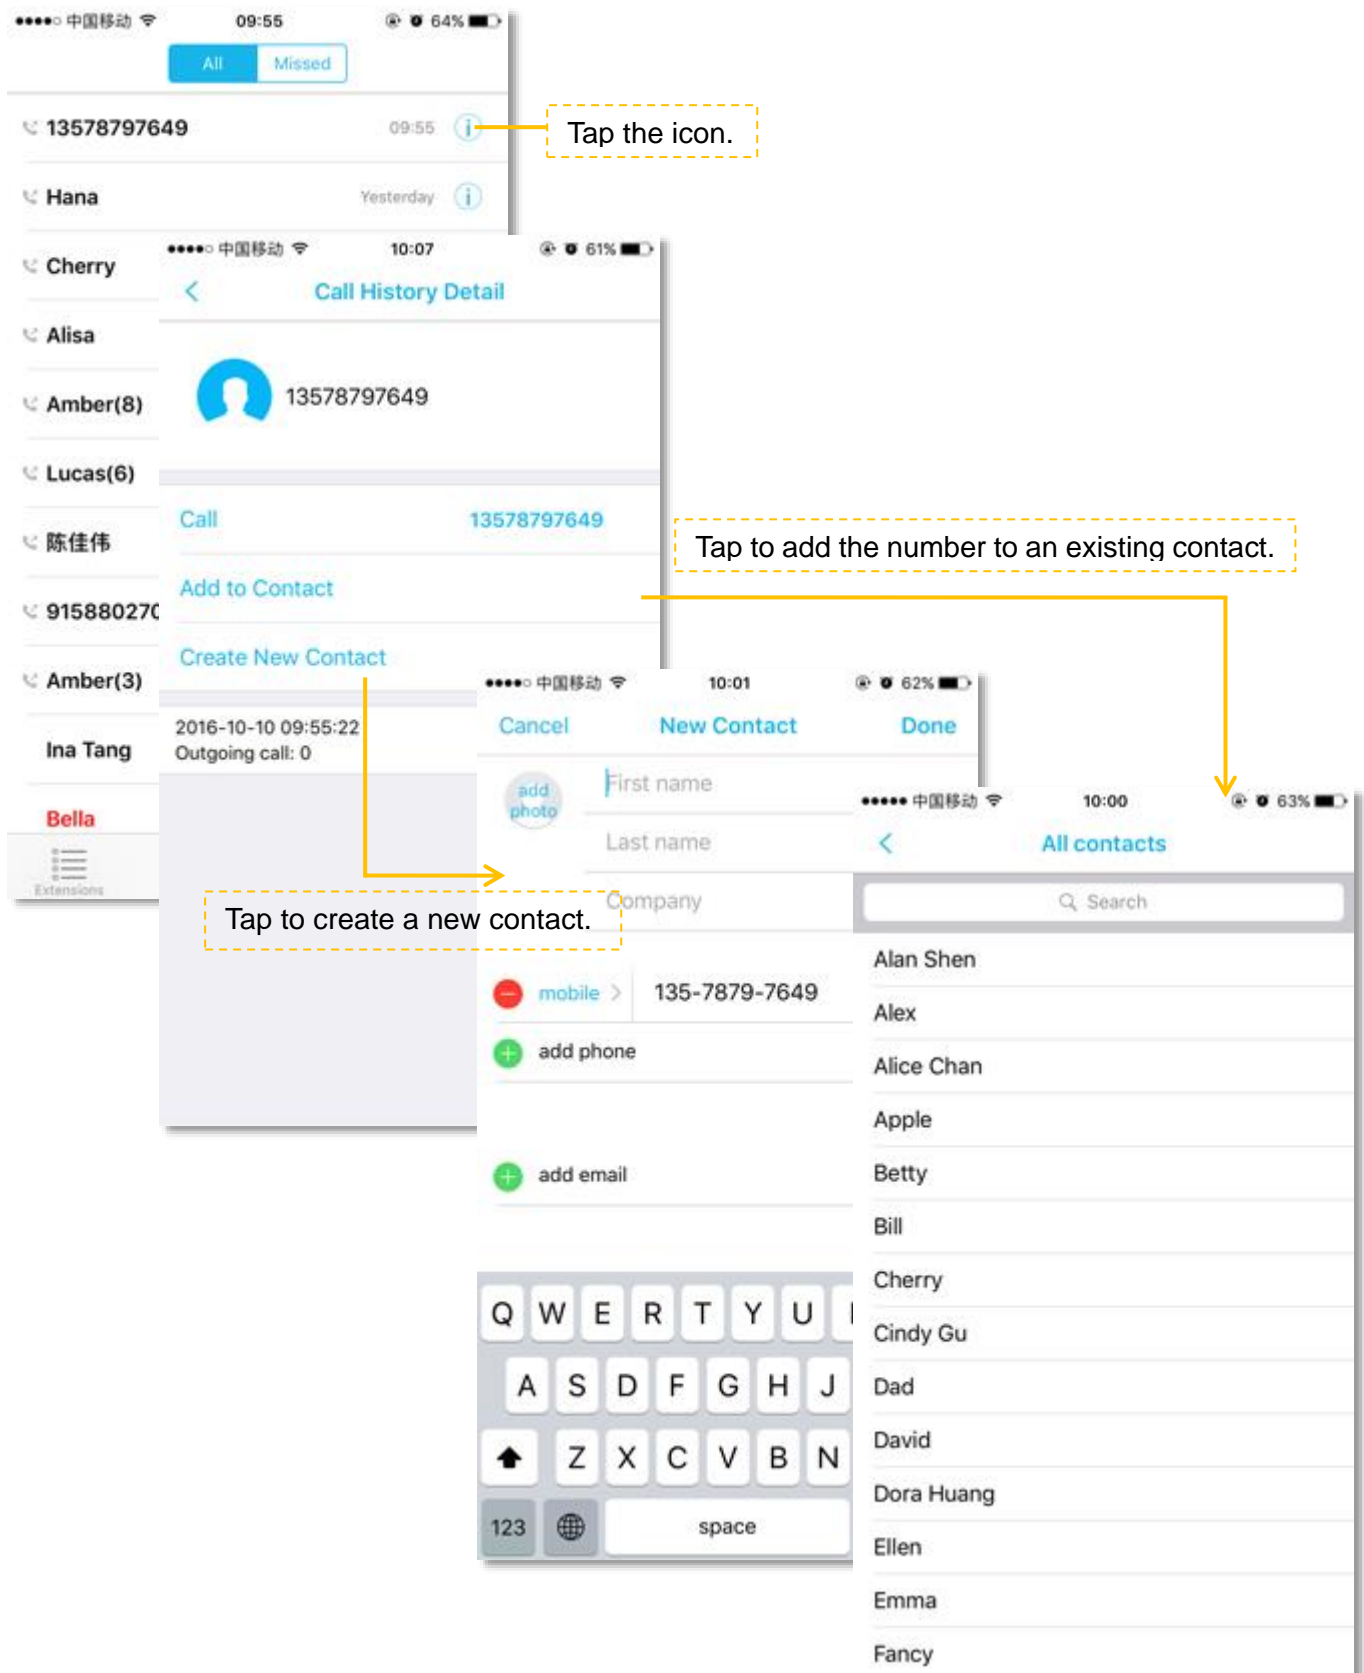 中国移动 09:55 64%
All Missed
13578797649 09:55 i
Tap the icon.
Hana Yesterday i
Cherry
Alisa
Amber(8)
Lucas(6)
陈佳伟
915880270
Amber(3)
Ina Tang
Bella
Extensions
中国移动 10:07 61%
Call History Detail
13578797649
Call 13578797649
Add to Contact
Create New Contact
2016-10-10 09:55:22
Outgoing call: 0
Tap to add the number to an existing contact.
Tap to create a new contact.
中国移动 10:01 62%
Cancel New Contact Done
add
photo
First name
Last name
Company
mobile > 135-7879-7649
add phone
add email
Q W E R T Y U
A S D F G H J
Z X C V B N
123 space
中国移动 10:00 63%
All contacts
Search
Alan Shen
Alex
Alice Chan
Apple
Betty
Bill
Cherry
Cindy Gu
Dad
David
Dora Huang
Ellen
Emma
Fancy